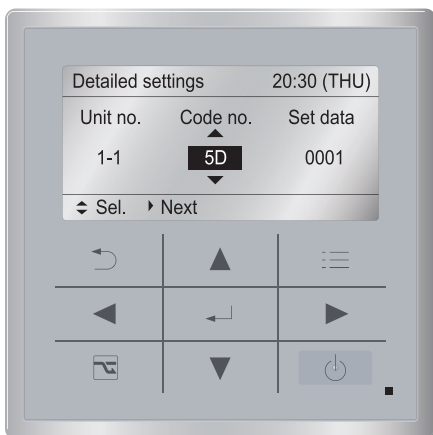 Detailed settings 20:30 (THU)
Unit no. Code no. Set data
1-1 5D 0001
Sel. Next